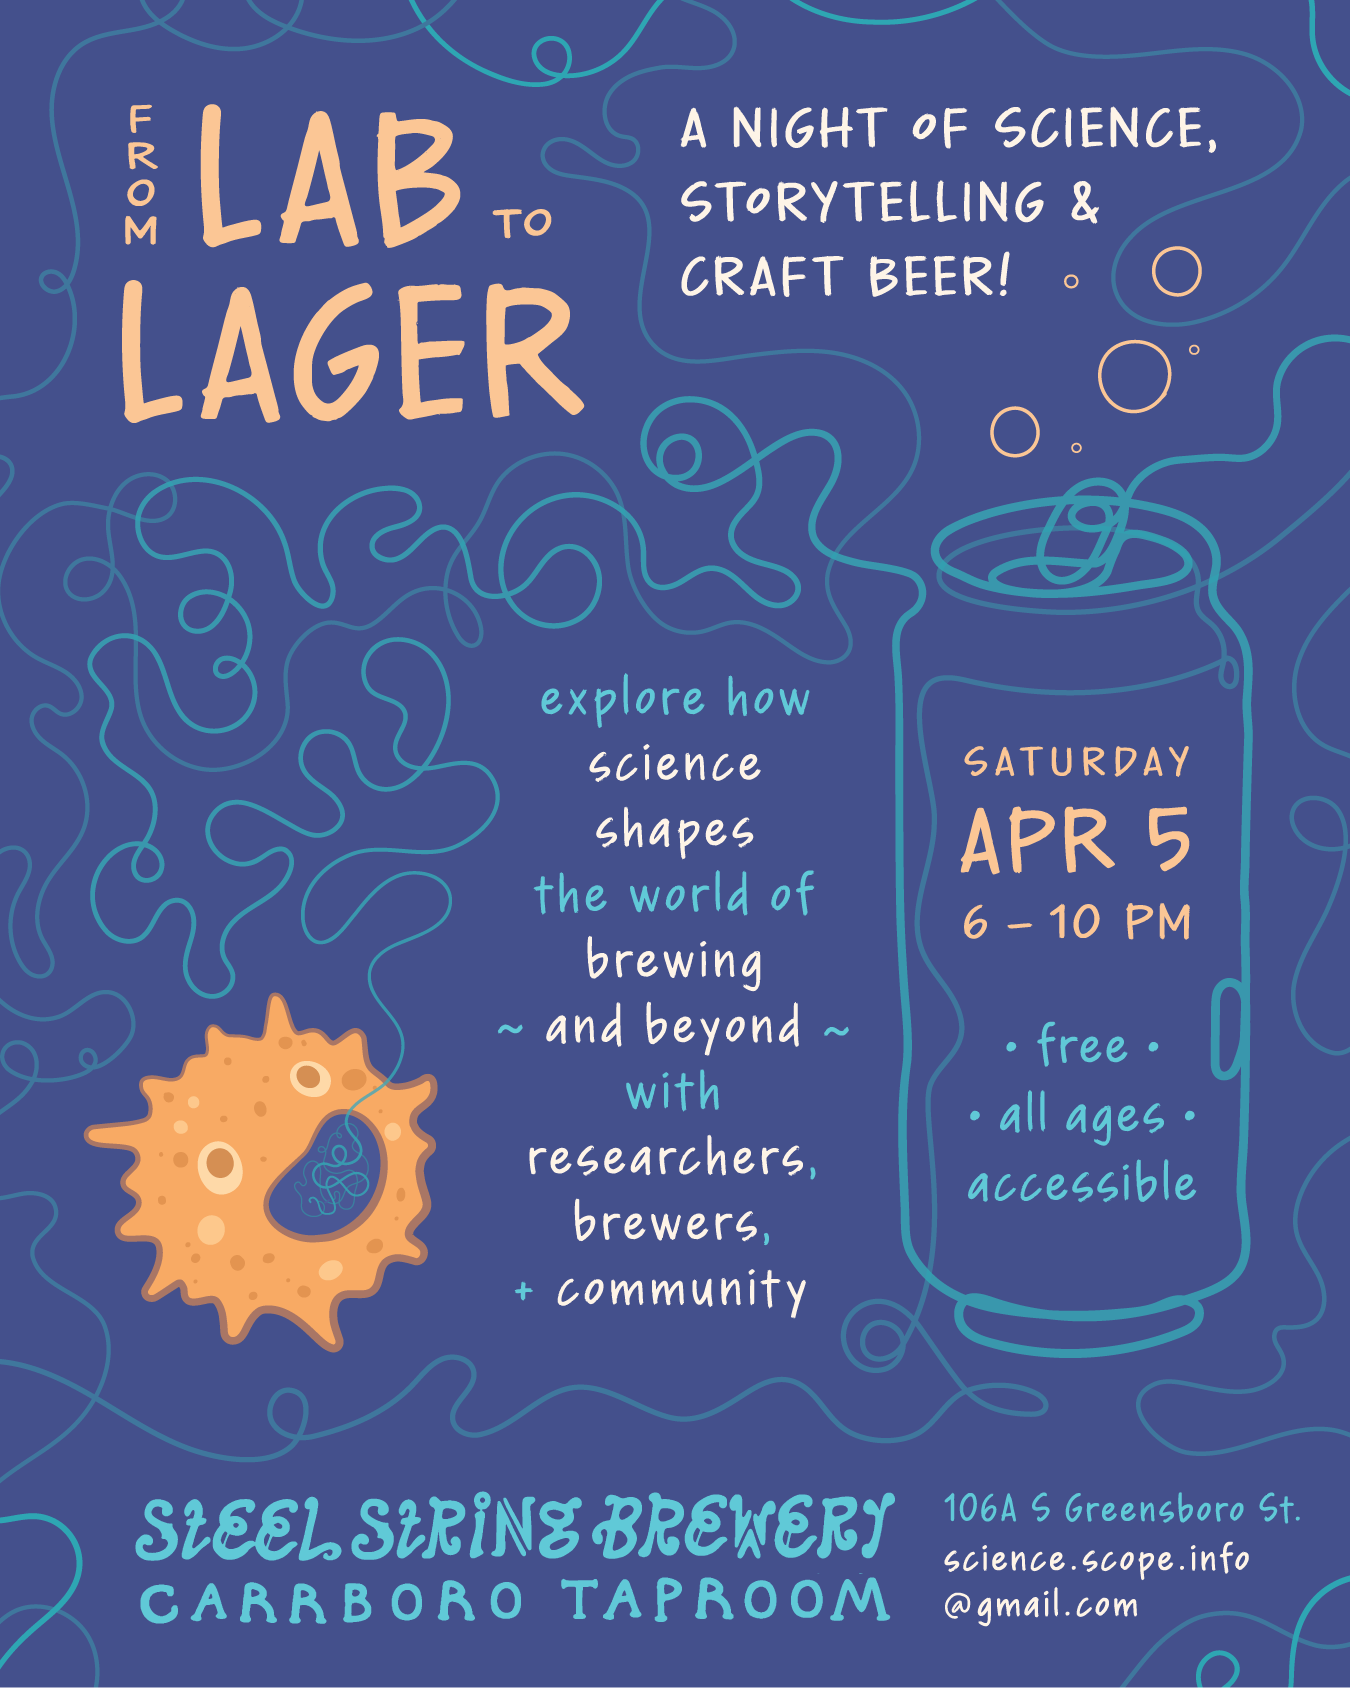 FROM LAB TO
LAGER
A NIGHT OF SCIENCE,
STORYTELLING &
CRAFT BEER!
explore how
science
shapes
the world of
brewing
~ and beyond ~
with
researchers,
brewers,
+ community
SATURDAY
APR 5
6 – 10 PM
• free •
• all ages •
accessible
STEEL STRING BREWERY
CARRBORO TAPROOM
106A S Greensboro St.
science.scope.info
@gmail.com